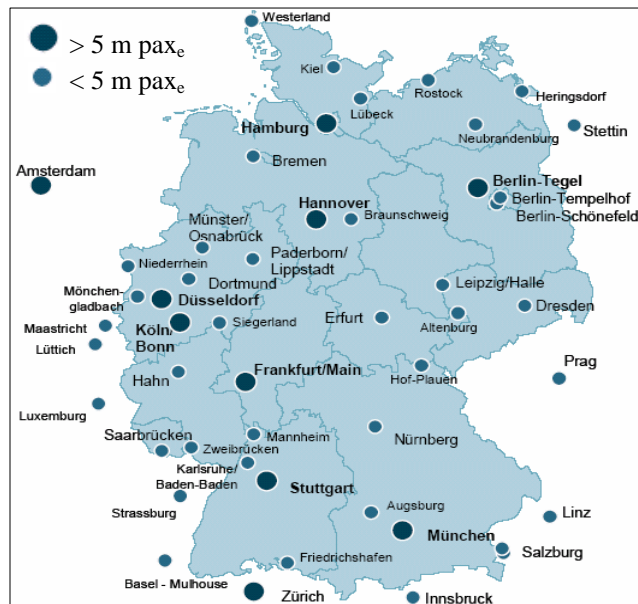 Westerland
> 5 m paxe
Kiel
< 5 m paxe
Rostock
Heringsdorf
Lübeck
Hamburg
Stettin
Neubrandenburg
Bremen
Amsterdam
Berlin-Tegel
Berlin-Tempelhof
Hannover
Berlin-Schönefeld
Braunschweig
Münster/
Osnabrück
Paderborn/
Lippstadt
Niederrhein
Dortmund
Leipzig/Halle
Mönchen-
gladbach
Düsseldorf
Dresden
Maastricht
Köln/
Bonn
Siegerland
Erfurt
Altenburg
Lüttich
Prag
Frankfurt/Main
Hahn
Hof-Plauen
Luxemburg
Saarbrücken
Mannheim
Nürnberg
Zweibrücken
Karlsruhe/
Baden-Baden
Stuttgart
Strassburg
Augsburg
Linz
München
Salzburg
Basel - Mulhouse
Friedrichshafen
Zürich
Innsbruck